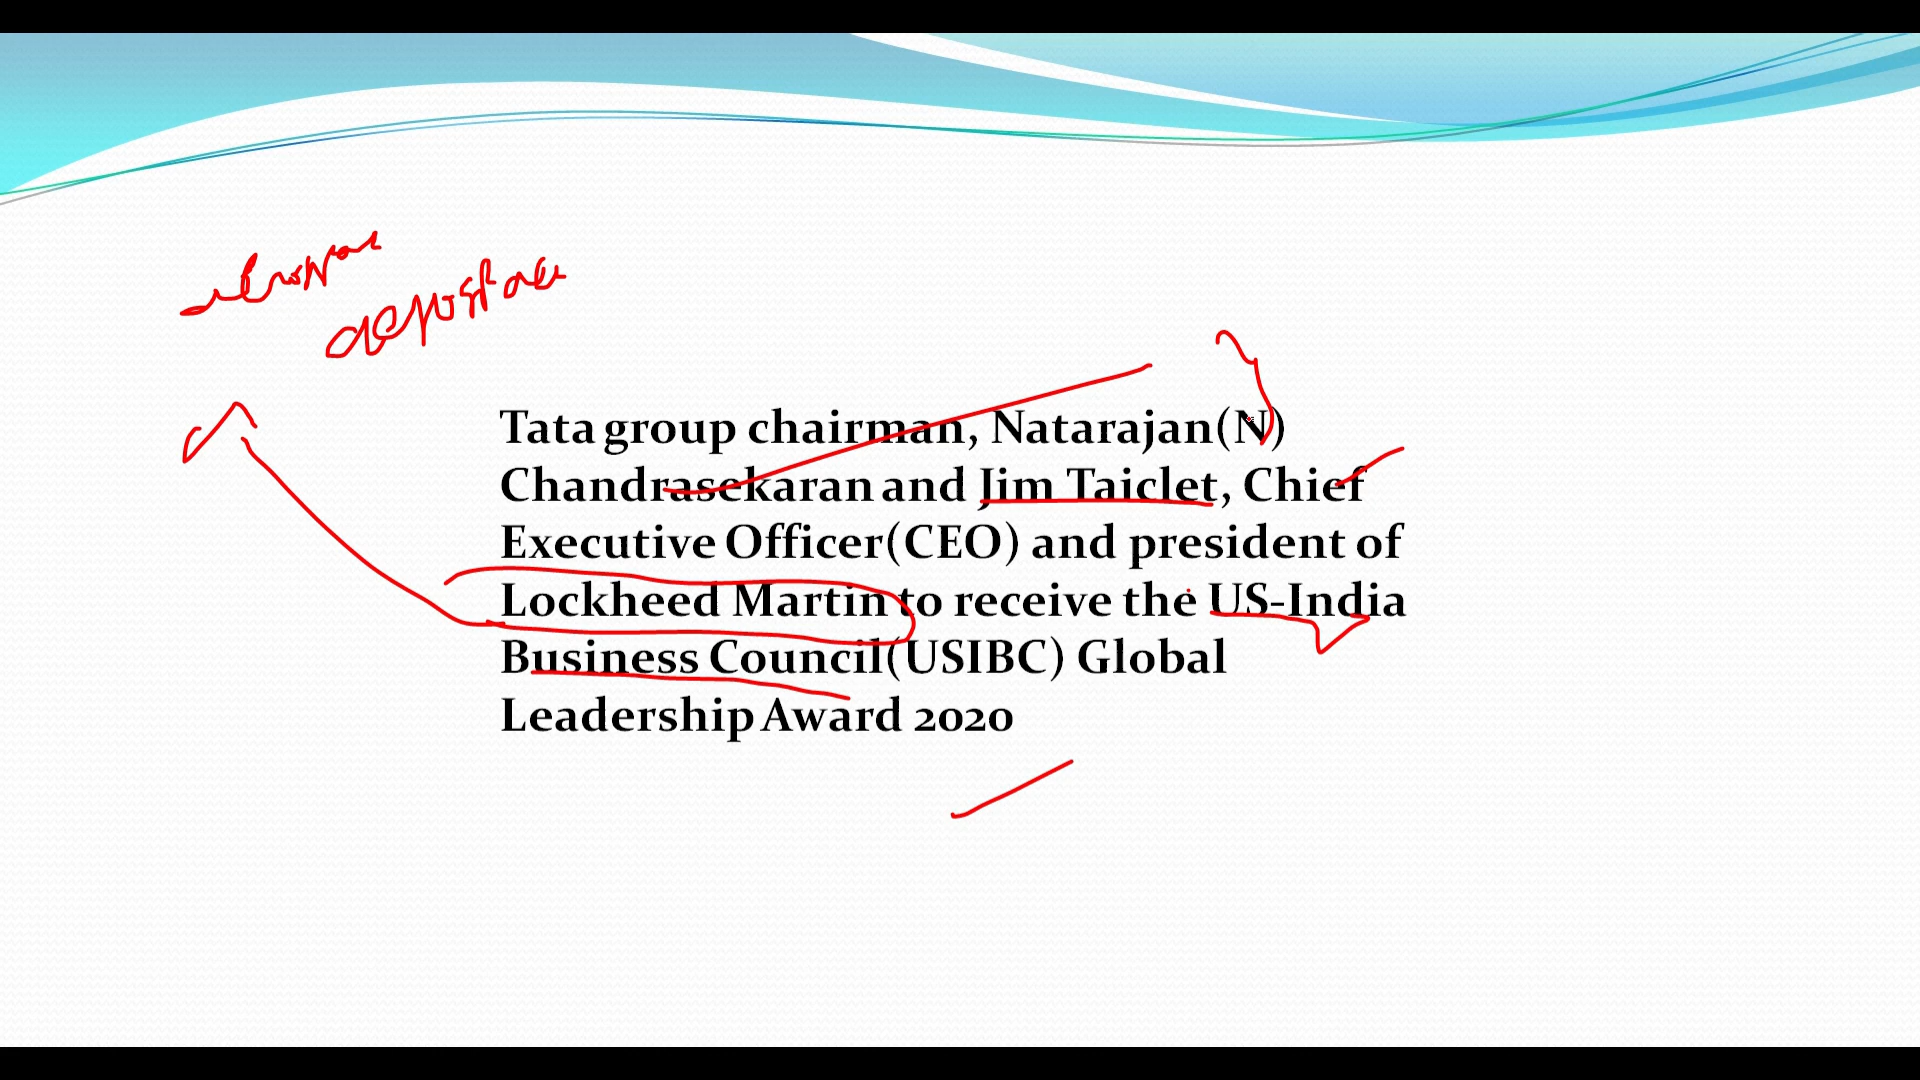 Tata group chairman, Natarajan(N)
Chandrasekaran and Jim Taiclet, Chief
Executive Officer(CEO) and president of
Lockheed Martin to receive the US-India
Business Council(USIBC) Global
Leadership Award 2020